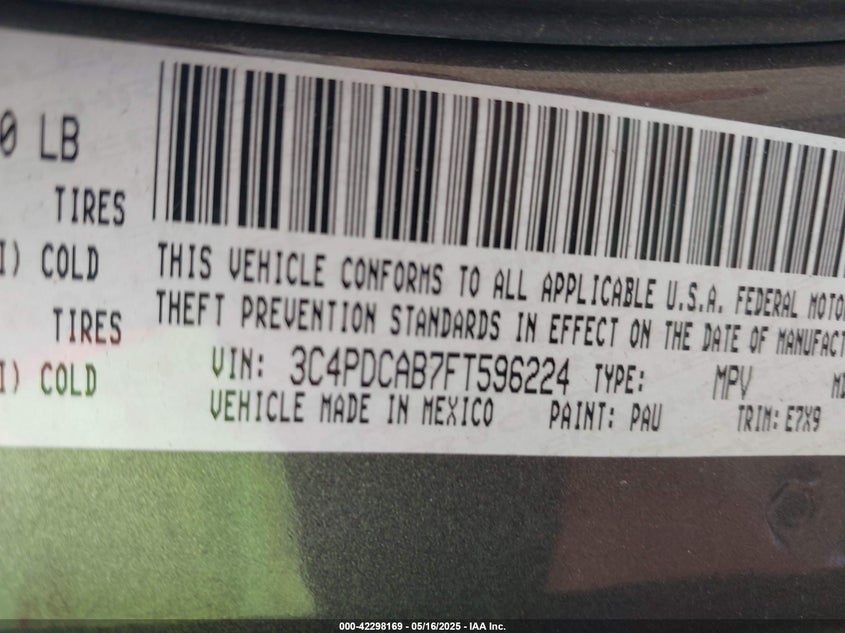 0 LB
TIRES
I) COLD
TIRES
I) COLD
THIS VEHICLE CONFORMS TO ALL APPLICABLE U.S.A. FEDERAL MOTOR
THEFT PREVENTION STANDARDS IN EFFECT ON THE DATE OF MANUFACT
VIN: 3C4PDCAB7FT596224 TYPE: MPV
VEHICLE MADE IN MEXICO PAINT: PAU TRIM: E7X9
000-42298169 - 05/16/2025 - IAA Inc.